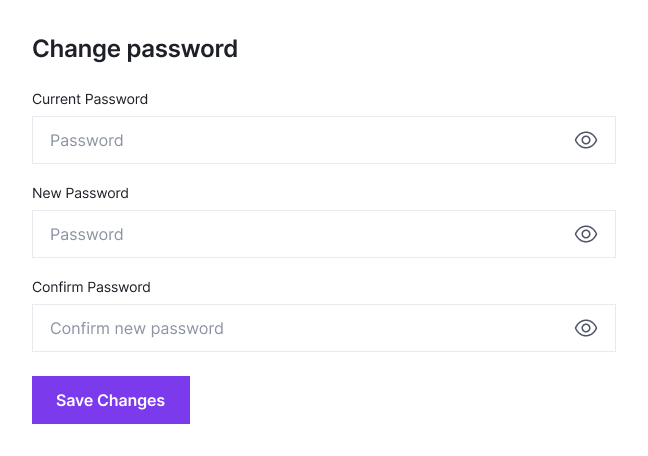 Change password
Current Password
Password
New Password
Password
Confirm Password
Confirm new password
Save Changes